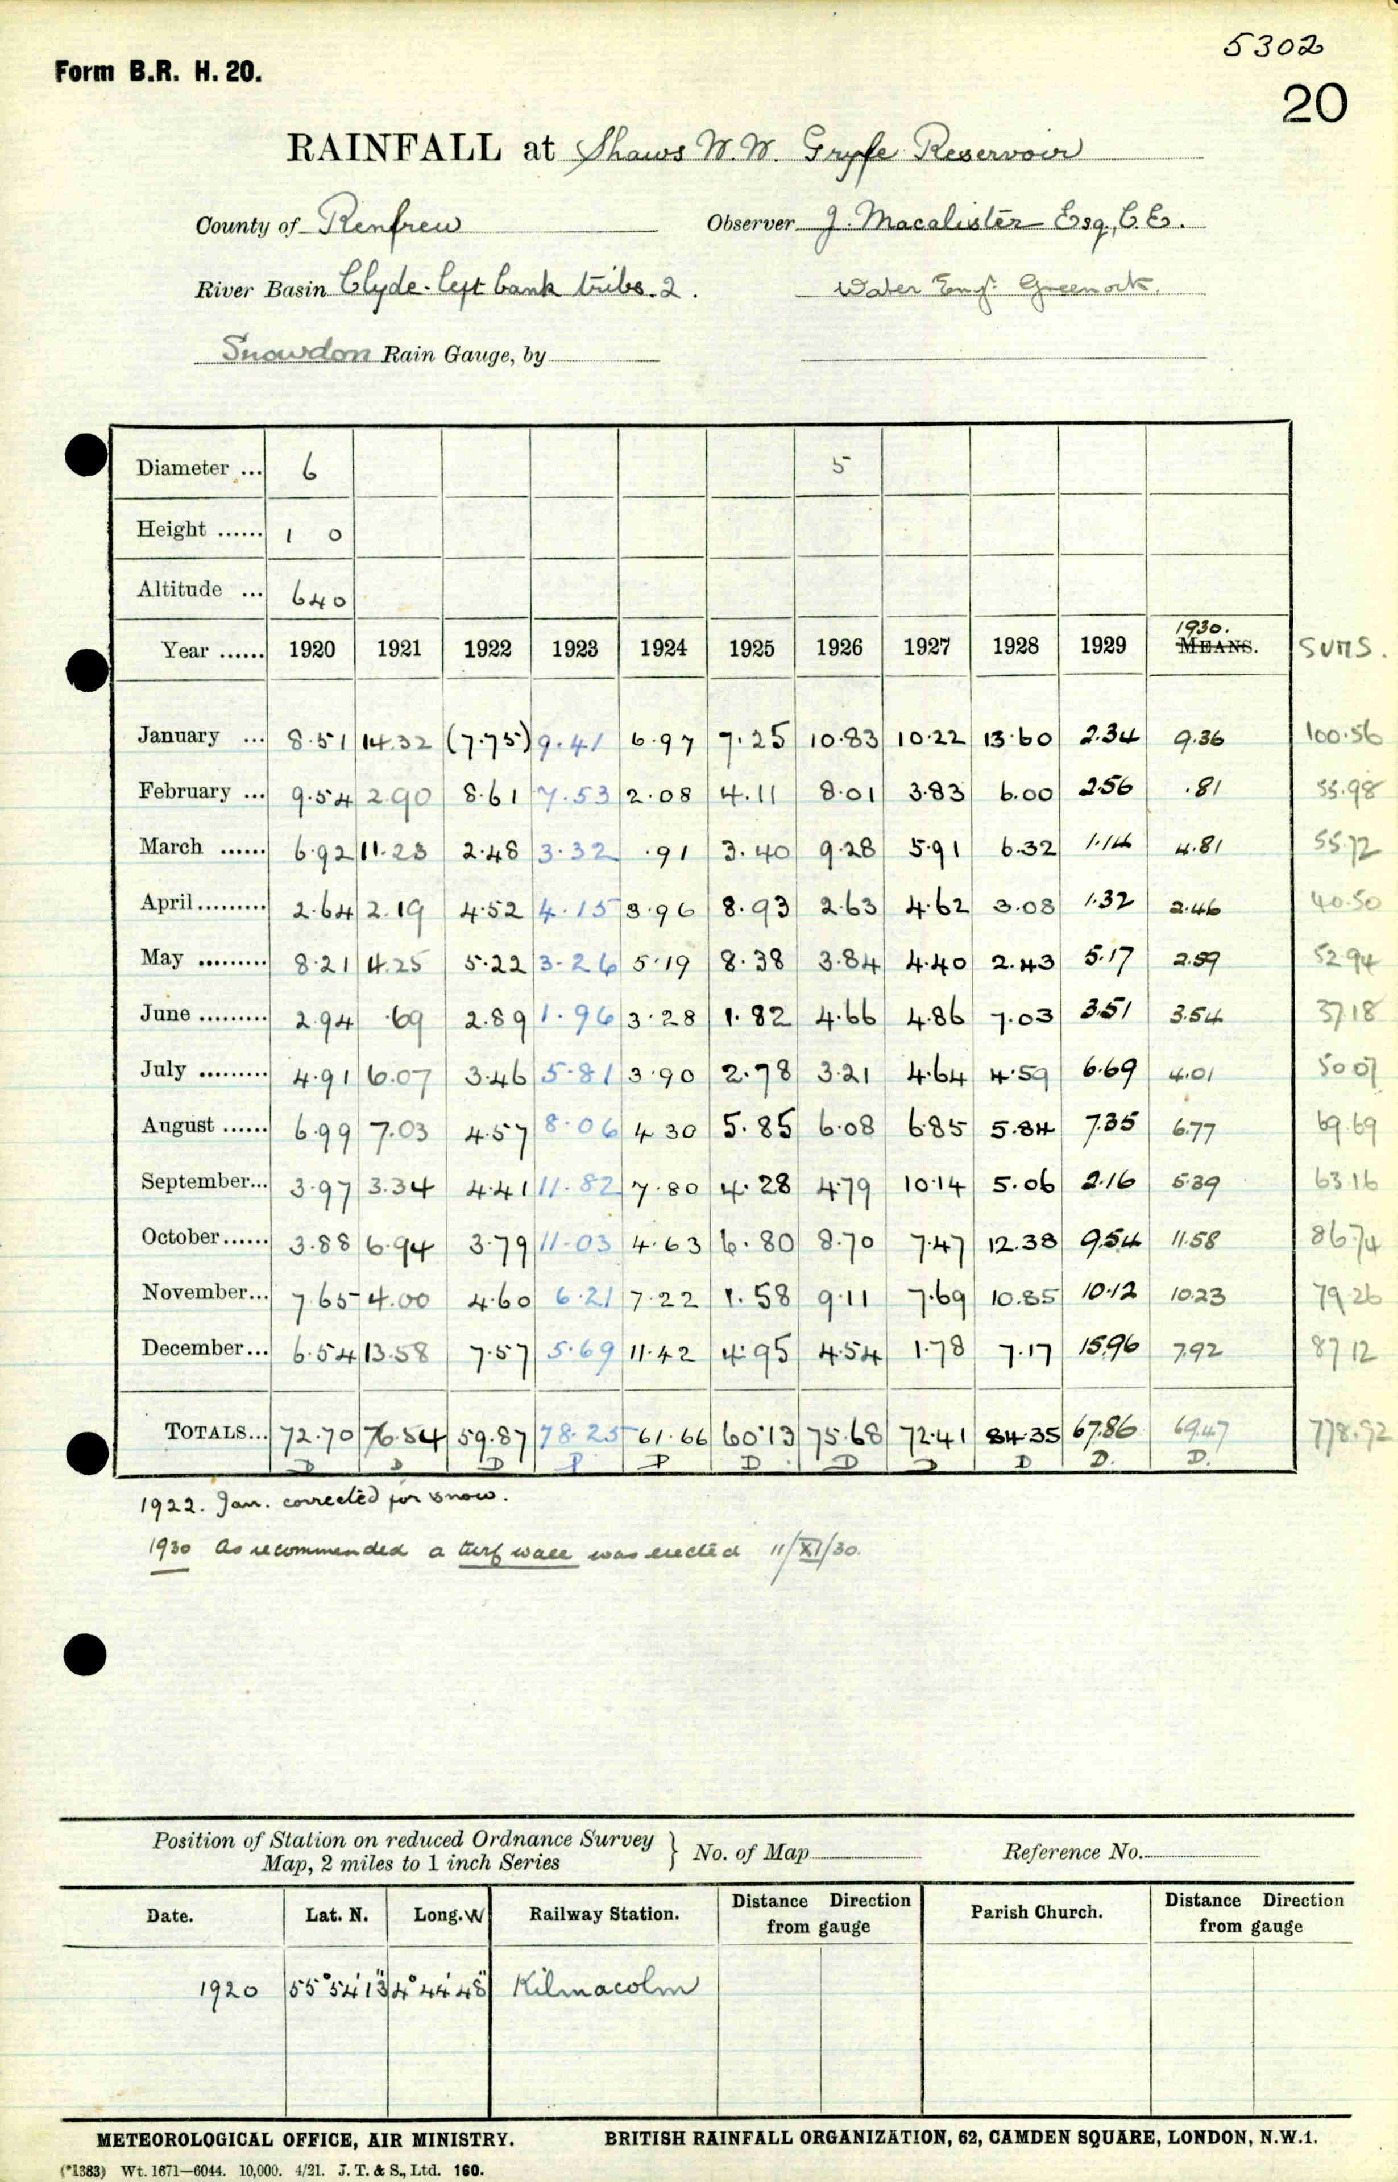 5302
Form B.R. H. 20.
20
RAINFALL at Shaws W.W. Gryfe Reservoir
County of Renfrew Observer J. Macalister Esq., C.E.
River Basin Clyde. left bank tribs. 2. Water Engr. Greenock.
Snowdon Rain Gauge, by
Diameter ... 6 5
Height ...... 1 0
Altitude ... 640
Year ...... 1920 1921 1922 1923 1924 1925 1926 1927 1928 1929 1930. MEANS. SUMS.
January ... 8.51 14.32 (7.75) 9.41 6.97 7.25 10.83 10.22 13.60 2.34 9.36 100.56
February ... 9.54 2.90 8.61 7.53 2.08 4.11 8.01 3.83 6.00 2.56 .81 55.98
March ...... 6.92 11.23 2.48 3.32 .91 3.40 9.28 5.91 6.32 1.14 4.81 55.72
April ......... 2.64 2.19 4.52 4.15 3.96 8.93 2.63 4.62 3.08 1.32 2.46 40.50
May ......... 8.21 4.25 5.22 3.26 5.19 8.38 3.84 4.40 2.43 5.17 2.59 52.94
June ......... 2.94 .69 2.89 1.96 3.28 1.82 4.66 4.86 7.03 3.51 3.54 37.18
July ......... 4.91 6.07 3.46 5.81 3.90 2.78 3.21 4.64 4.59 6.69 4.01 50.07
August ...... 6.99 7.03 4.57 8.06 4.30 5.85 6.08 6.85 5.84 7.35 6.77 69.69
September... 3.97 3.34 4.41 11.82 7.80 4.28 4.79 10.14 5.06 2.16 5.39 63.16
October...... 3.88 6.94 3.79 11.03 4.63 6.80 8.70 7.47 12.38 9.54 11.58 86.74
November... 7.65 4.00 4.60 6.21 7.22 1.58 9.11 7.69 10.85 10.12 10.23 79.26
December... 6.54 13.58 7.57 5.69 11.42 4.95 4.54 1.78 7.17 15.96 7.92 87.12
TOTALS... 72.70 76.54 59.87 78.25 61.66 60.13 75.68 72.41 84.35 67.86 69.47 778.92
D D D P P D D D D D. D.
1922. Jan. corrected for snow.
1930 As recommended a turf wall was erected 11/XI/30.
Position of Station on reduced Ordnance Survey
Map, 2 miles to 1 inch Series } No. of Map Reference No.
Date. Lat. N. Long. W Railway Station. Distance Direction from gauge Parish Church. Distance Direction from gauge
1920 55° 54' 13" 4° 44' 48" Kilmacolm
METEOROLOGICAL OFFICE, AIR MINISTRY. BRITISH RAINFALL ORGANIZATION, 62, CAMDEN SQUARE, LONDON, N.W.1.
(*1383) Wt. 1671—6044. 10,000. 4/21. J. T. & S., Ltd. 160.